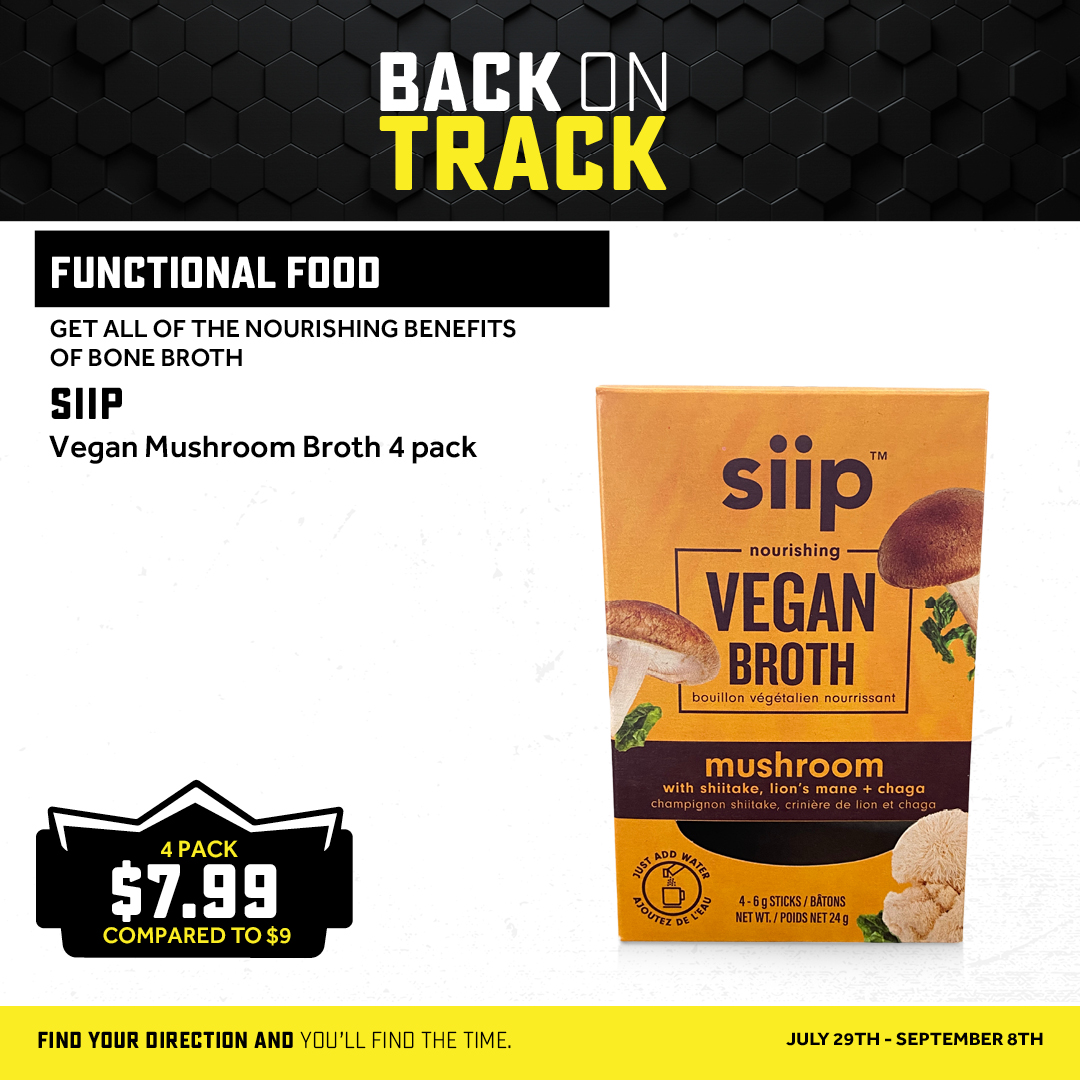 BACK ON
TRACK
FUNCTIONAL FOOD
GET ALL OF THE NOURISHING BENEFITS
OF BONE BROTH
SIIP
Vegan Mushroom Broth 4 pack
siip™
nourishing
VEGAN
BROTH
bouillon végétalien nourrissant
mushroom
with shiitake, lion's mane + chaga
champignon shiitake, crinière de lion et chaga
JUST ADD WATER
AJOUTEZ DE L'EAU
4 - 6 g STICKS / BÂTONS
NET WT. / POIDS NET 24 g
4 PACK
$7.99
COMPARED TO $9
FIND YOUR DIRECTION AND YOU'LL FIND THE TIME.
JULY 29TH - SEPTEMBER 8TH